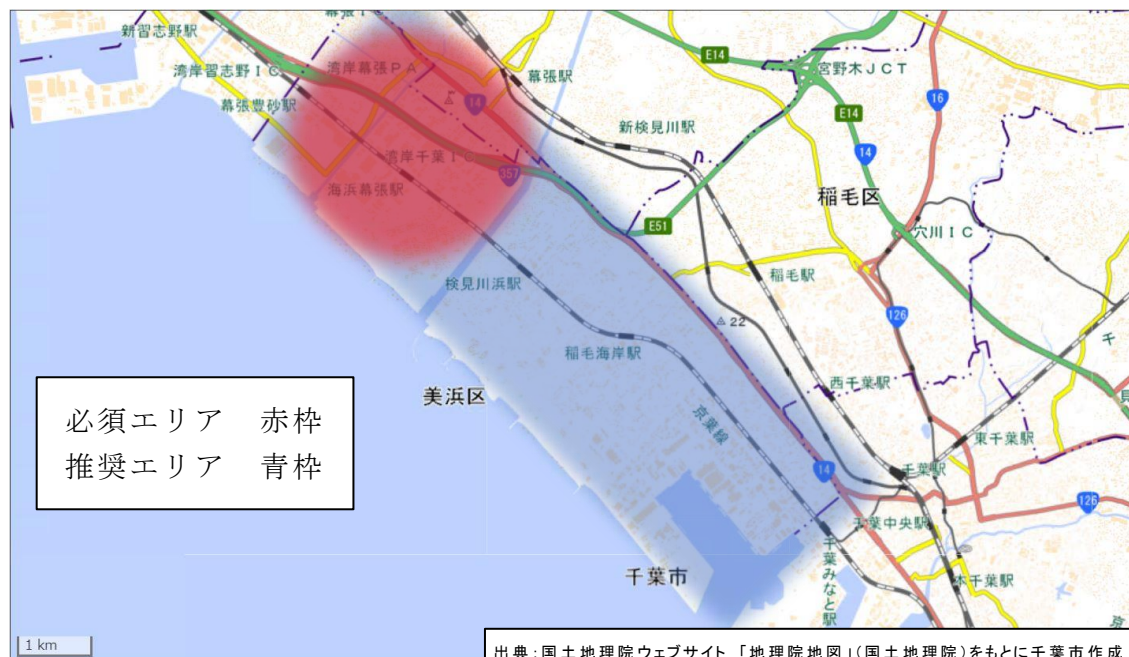 幕張IC
新習志野駅
湾岸習志野IC
湾岸幕張PA
幕張駅
幕張豊砂駅
14
新検見川駅
E14
宮野木JCT
16
E14
14
湾岸千葉IC
357
海浜幕張駅
稲毛区
E51
穴川IC
検見川浜駅
稲毛駅
22
126
稲毛海岸駅
千
西千葉駅
美浜区
京葉線
必須エリア 赤枠
推奨エリア 青枠
東千葉駅
14
千葉駅
126
千葉中央駅
千葉みなと駅
千葉市
本千葉駅
京
1 km
出典:国土地理院ウェブサイト 「地理院地図」(国土地理院)をもとに千葉市作成